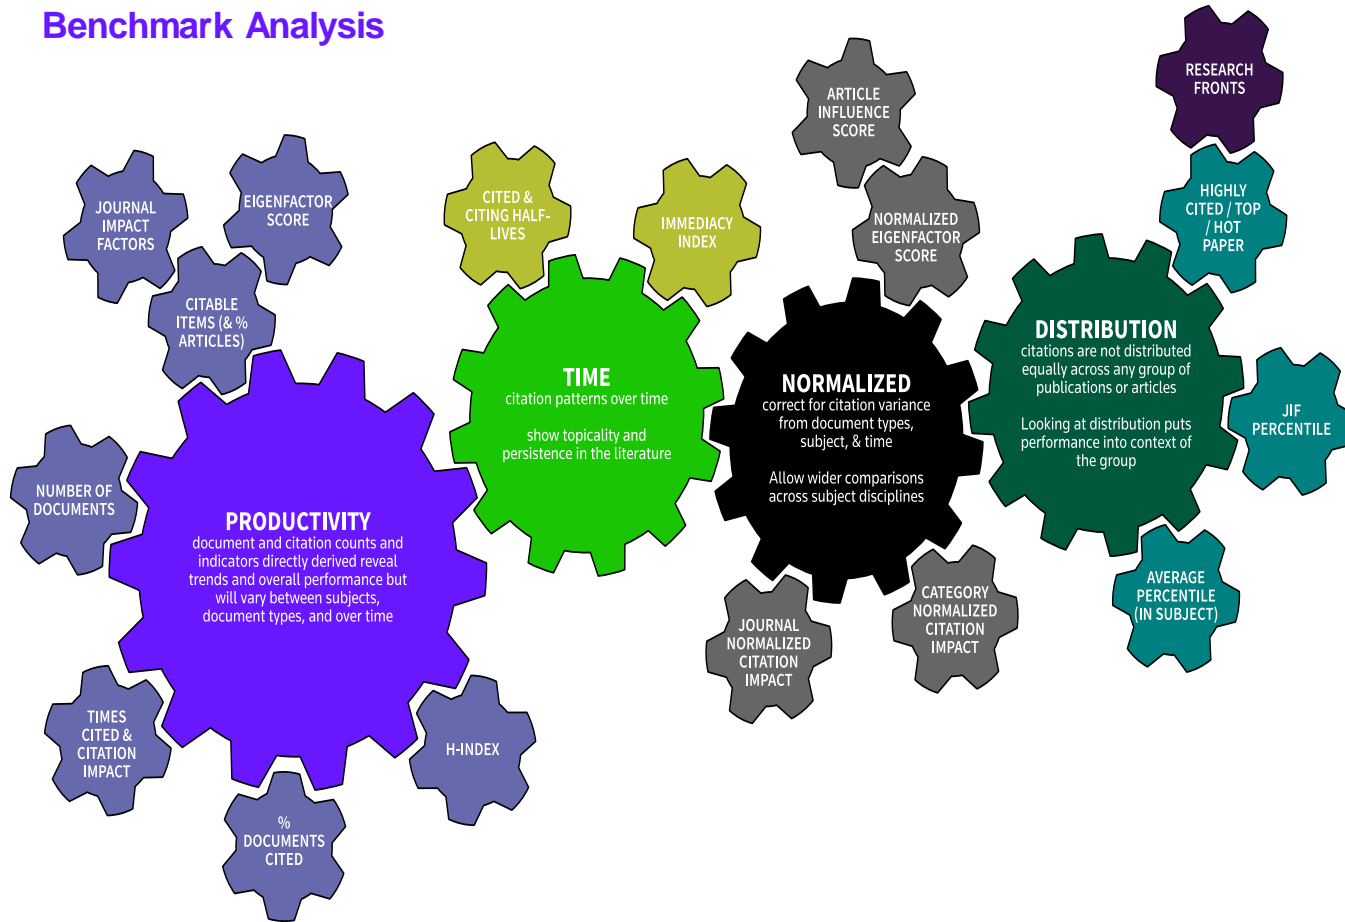 Benchmark Analysis
JOURNAL
IMPACT
FACTORS
EIGENFACTOR
SCORE
CITABLE
ITEMS (& %
ARTICLES)
NUMBER OF
DOCUMENTS
PRODUCTIVITY
document and citation counts and
indicators directly derived reveal
trends and overall performance but
will vary between subjects,
document types, and over time
TIMES
CITED &
CITATION
IMPACT
%
DOCUMENTS
CITED
H-INDEX
CITED &
CITING HALF-
LIVES
IMMEDIACY
INDEX
TIME
citation patterns over time
show topicality and
persistence in the literature
ARTICLE
INFLUENCE
SCORE
NORMALIZED
EIGENFACTOR
SCORE
NORMALIZED
correct for citation variance
from document types,
subject, & time
Allow wider comparisons
across subject disciplines
JOURNAL
NORMALIZED
CITATION
IMPACT
CATEGORY
NORMALIZED
CITATION
IMPACT
RESEARCH
FRONTS
HIGHLY
CITED / TOP
/ HOT
PAPER
DISTRIBUTION
citations are not distributed
equally across any group of
publications or articles
Looking at distribution puts
performance into context of
the group
JIF
PERCENTILE
AVERAGE
PERCENTILE
(IN SUBJECT)